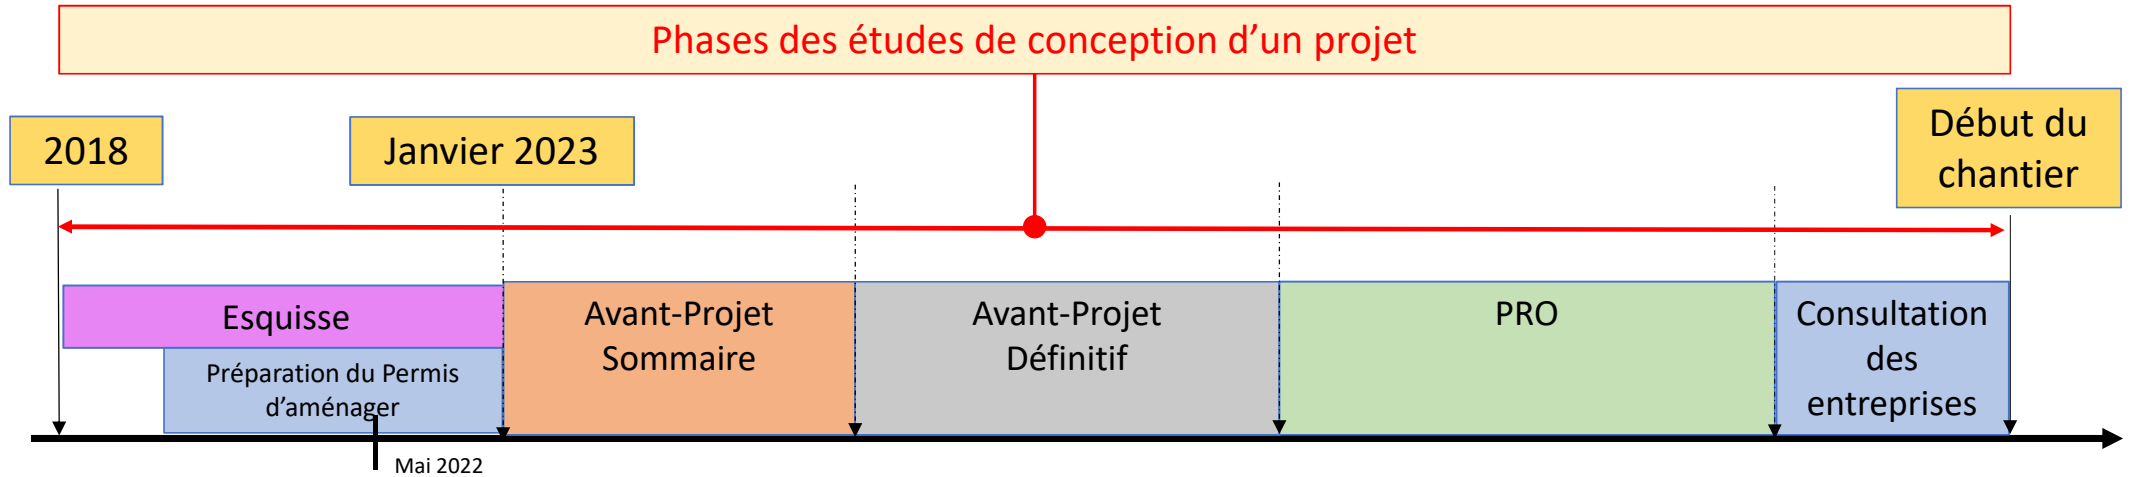 Phases des études de conception d’un projet
2018
Janvier 2023
Début du
chantier
Esquisse
Préparation du Permis
d’aménager
Avant-Projet
Sommaire
Avant-Projet
Définitif
PRO
Consultation
des
entreprises
Mai 2022